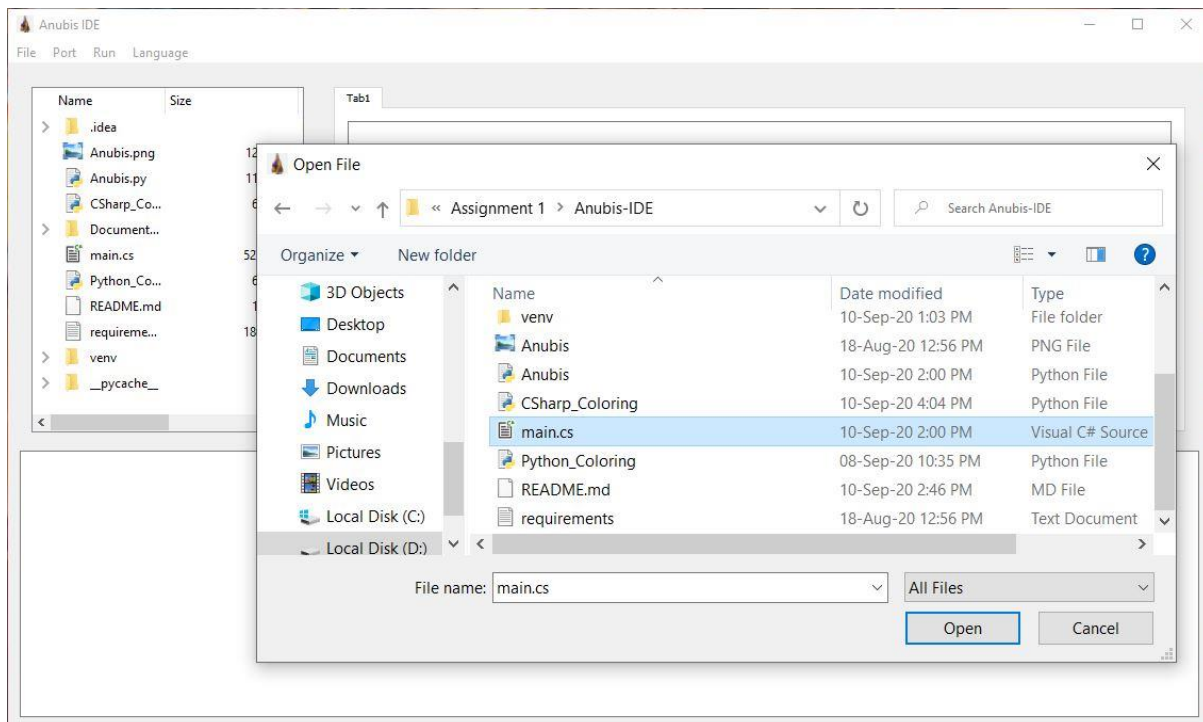 Anubis IDE
File Port Run Language
Name Size
.idea
Anubis.png 12
Anubis.py 11
CSharp_Co... 6
Document...
main.cs 52
Python_Co... 6
README.md 1
requireme... 18
venv
__pycache__
Tab1
Open File
« Assignment 1 > Anubis-IDE
Search Anubis-IDE
Organize New folder
?
3D Objects
Desktop
Documents
Downloads
Music
Pictures
Videos
Local Disk (C:)
Local Disk (D:)
Name Date modified Type
venv 10-Sep-20 1:03 PM File folder
Anubis 18-Aug-20 12:56 PM PNG File
Anubis 10-Sep-20 2:00 PM Python File
CSharp_Coloring 10-Sep-20 4:04 PM Python File
main.cs 10-Sep-20 2:00 PM Visual C# Source
Python_Coloring 08-Sep-20 10:35 PM Python File
README.md 10-Sep-20 2:46 PM MD File
requirements 18-Aug-20 12:56 PM Text Document
File name: main.cs All Files
Open Cancel